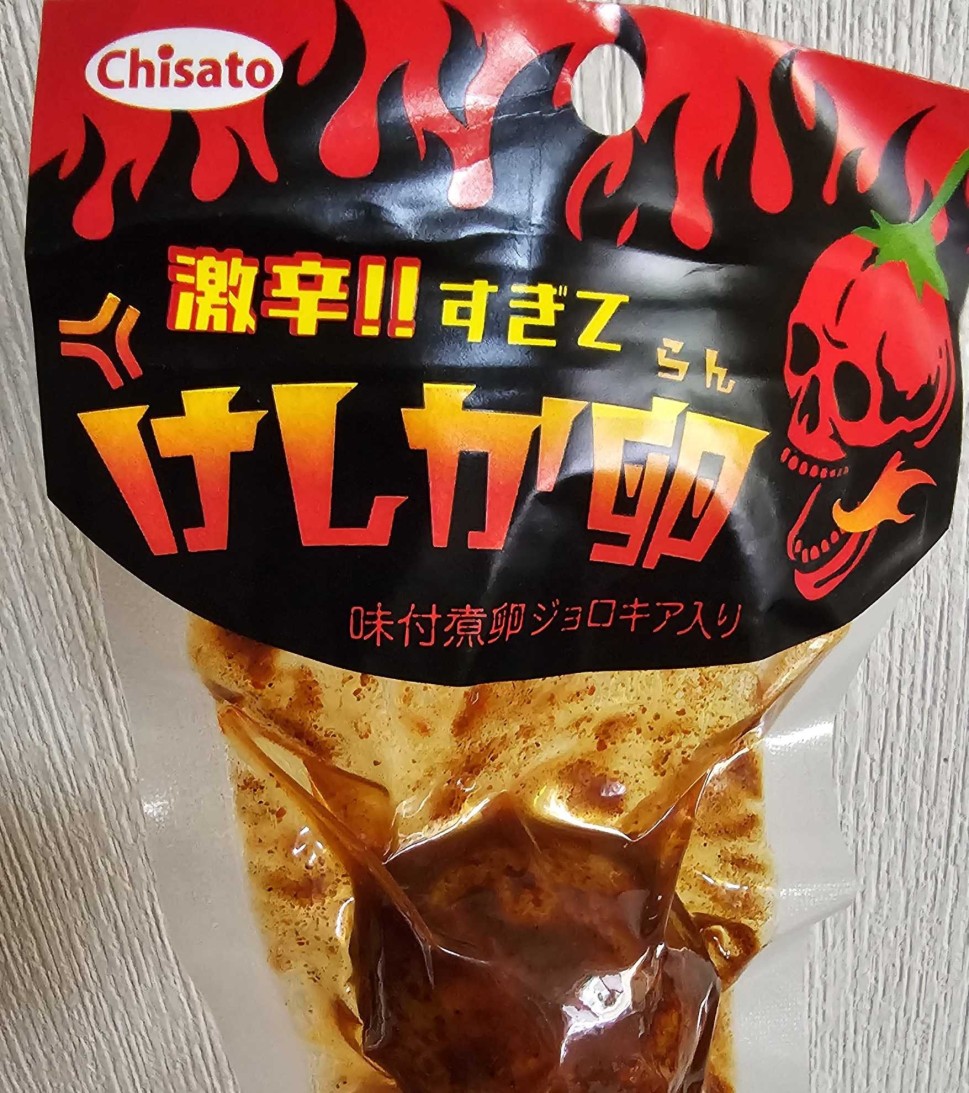 Chisato
激辛!!すぎて
らん
けしか卵
味付煮卵ジョロキア入り